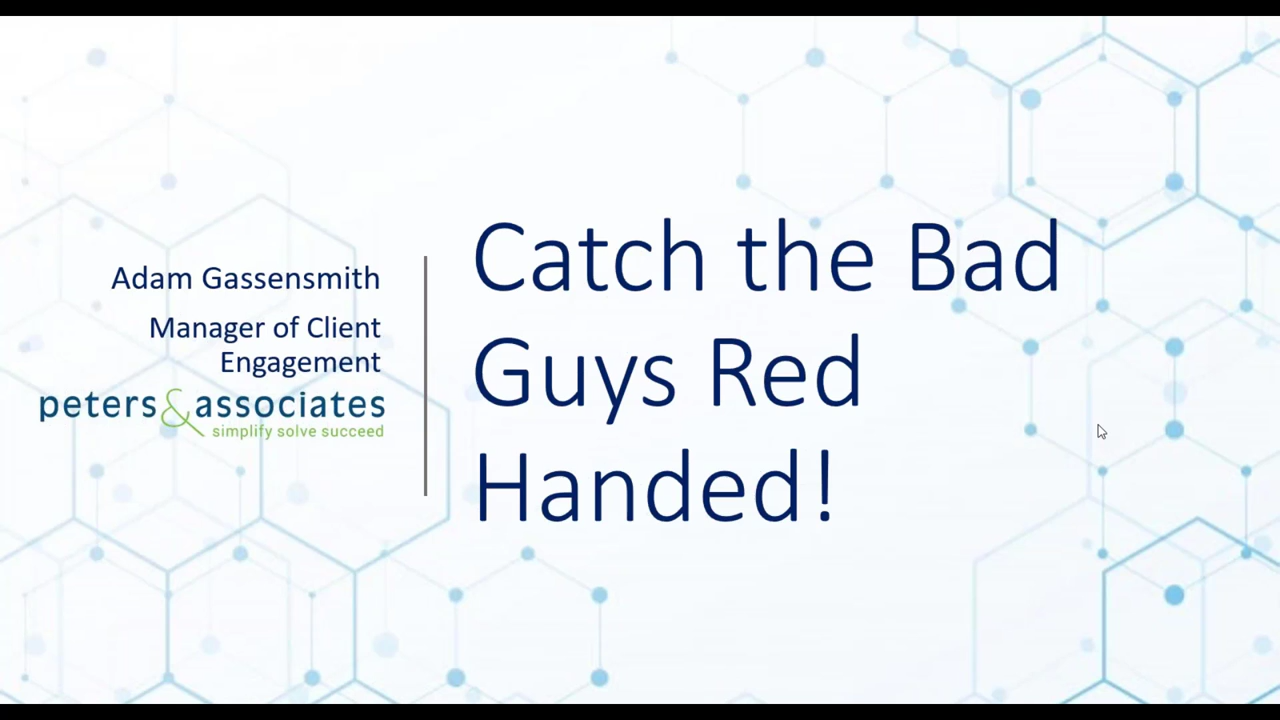 Adam Gassensmith
Manager of Client
Engagement
peters & associates
simplify solve succeed
Catch the Bad
Guys Red
Handed!